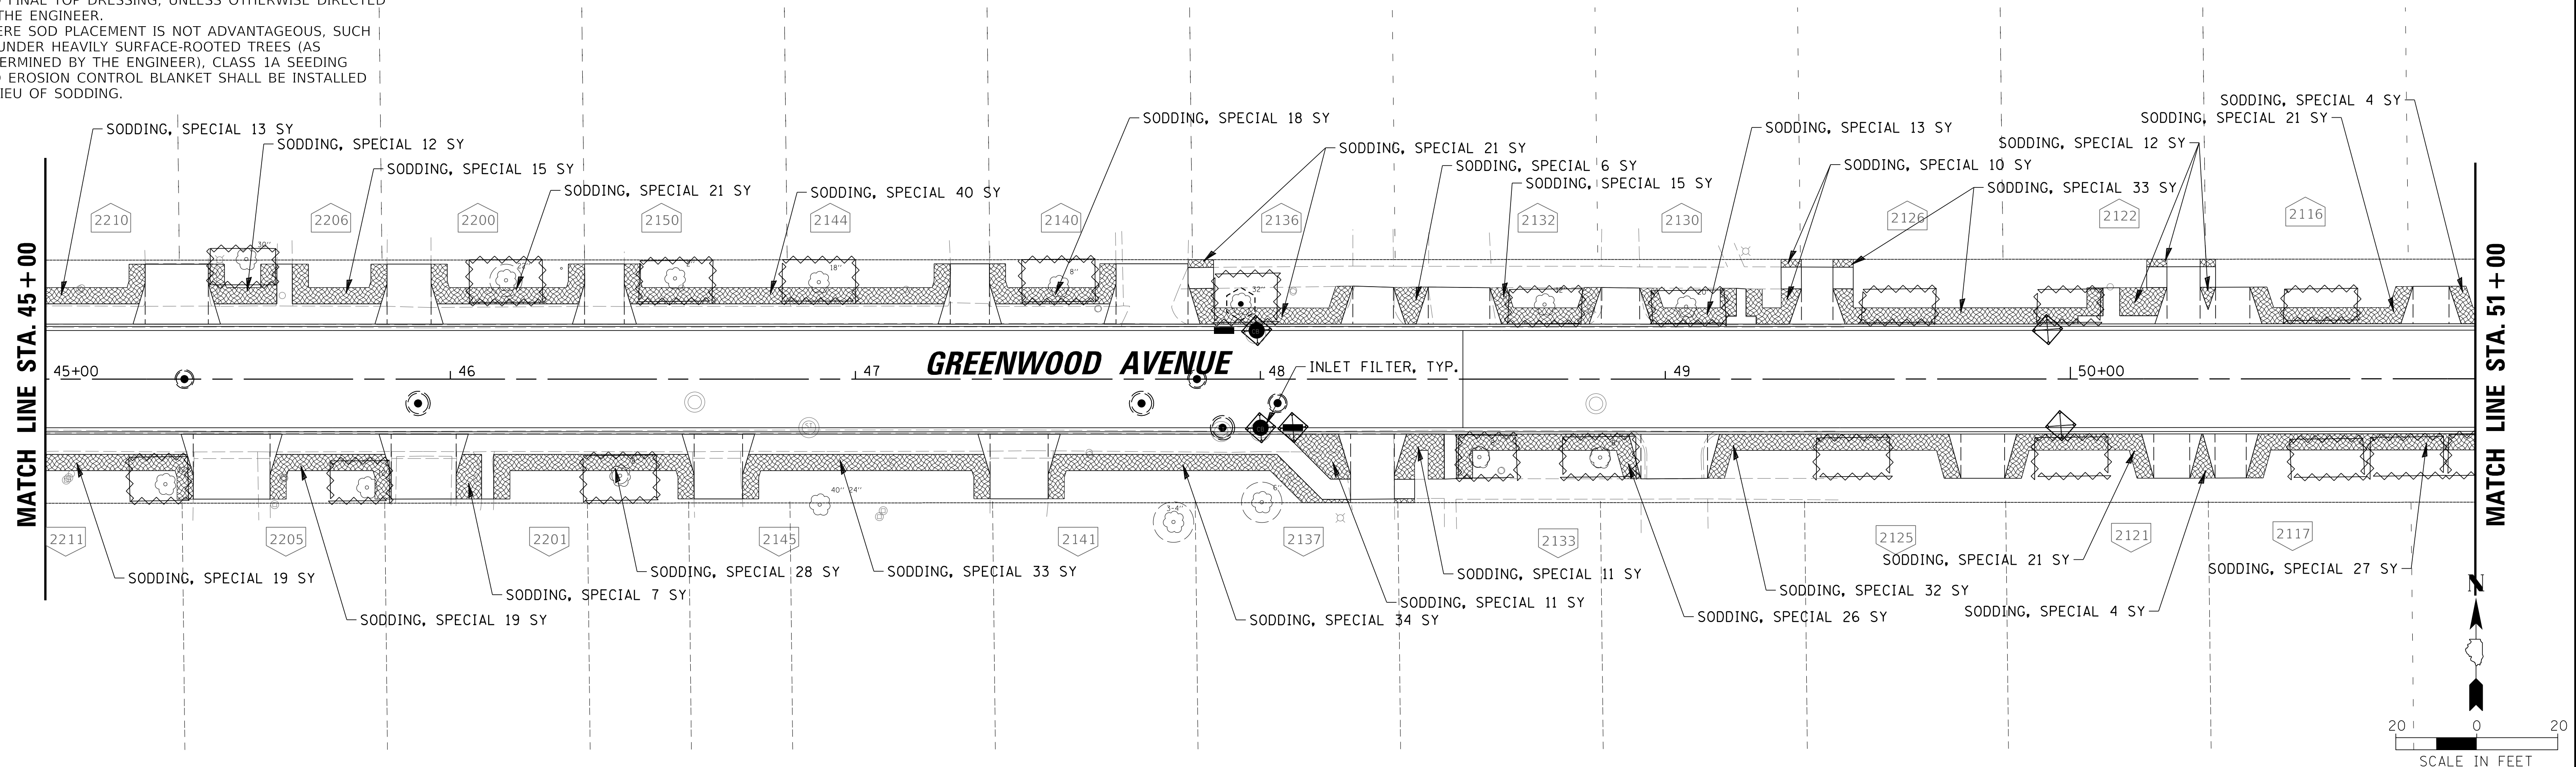 FINAL TOP DRESSING, UNLESS OTHERWISE DIRECTED
THE ENGINEER.
ERE SOD PLACEMENT IS NOT ADVANTAGEOUS, SUCH
UNDER HEAVILY SURFACE-ROOTED TREES (AS
ERMINED BY THE ENGINEER), CLASS 1A SEEDING
EROSION CONTROL BLANKET SHALL BE INSTALLED
IEU OF SODDING.
SODDING, SPECIAL 4 SY
SODDING, SPECIAL 18 SY
SODDING, SPECIAL 21 SY
SODDING, SPECIAL 13 SY
SODDING, SPECIAL 13 SY
SODDING, SPECIAL 12 SY
SODDING, SPECIAL 21 SY
SODDING, SPECIAL 12 SY
SODDING, SPECIAL 15 SY
SODDING, SPECIAL 6 SY
SODDING, SPECIAL 10 SY
SODDING, SPECIAL 21 SY
SODDING, SPECIAL 40 SY
SODDING, SPECIAL 15 SY
SODDING, SPECIAL 33 SY
2210
2206
2200
2150
2144
2140
2136
2132
2130
2126
2122
2116
30"
18"
8"
32"
MATCH LINE STA. 45+00
MATCH LINE STA. 51+00
GREENWOOD AVENUE
INLET FILTER, TYP.
45+00
46
47
48
49
50+00
40" 24"
3-4"
6"
2211
2205
2201
2145
2141
2137
2133
2125
2121
2117
SODDING, SPECIAL 19 SY
SODDING, SPECIAL 28 SY
SODDING, SPECIAL 33 SY
SODDING, SPECIAL 11 SY
SODDING, SPECIAL 21 SY
SODDING, SPECIAL 27 SY
SODDING, SPECIAL 7 SY
SODDING, SPECIAL 11 SY
SODDING, SPECIAL 32 SY
SODDING, SPECIAL 19 SY
SODDING, SPECIAL 34 SY
SODDING, SPECIAL 26 SY
SODDING, SPECIAL 4 SY
N
20 0 20
SCALE IN FEET